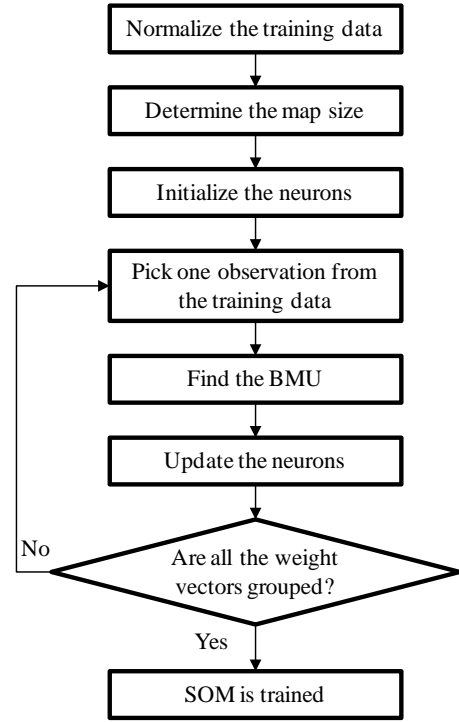 Normalize the training data
Determine the map size
Initialize the neurons
Pick one observation from
the training data
Find the BMU
Update the neurons
Are all the weight
vectors grouped?
No
Yes
SOM is trained